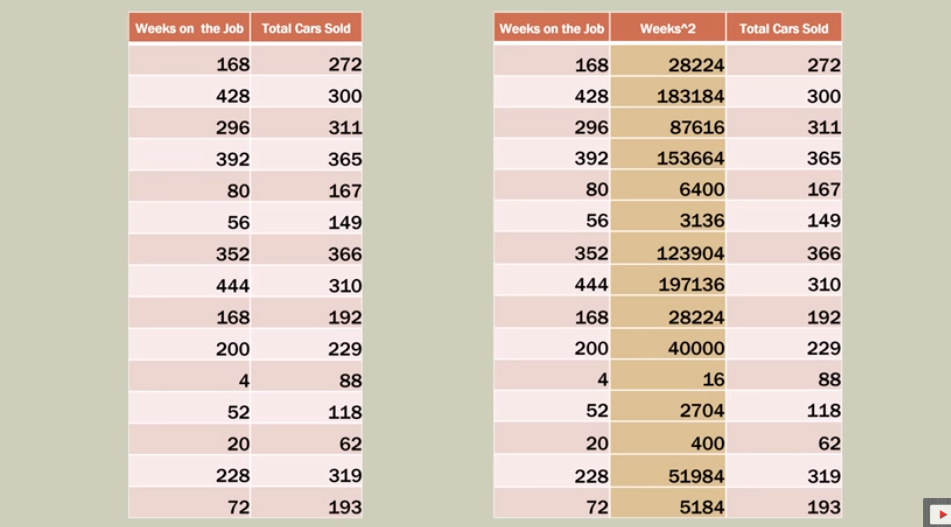 Weeks on the Job Total Cars Sold
168 272
428 300
296 311
392 365
80 167
56 149
352 366
444 310
168 192
200 229
4 88
52 118
20 62
228 319
72 193
Weeks on the Job Weeks^2 Total Cars Sold
168 28224 272
428 183184 300
296 87616 311
392 153664 365
80 6400 167
56 3136 149
352 123904 366
444 197136 310
168 28224 192
200 40000 229
4 16 88
52 2704 118
20 400 62
228 51984 319
72 5184 193